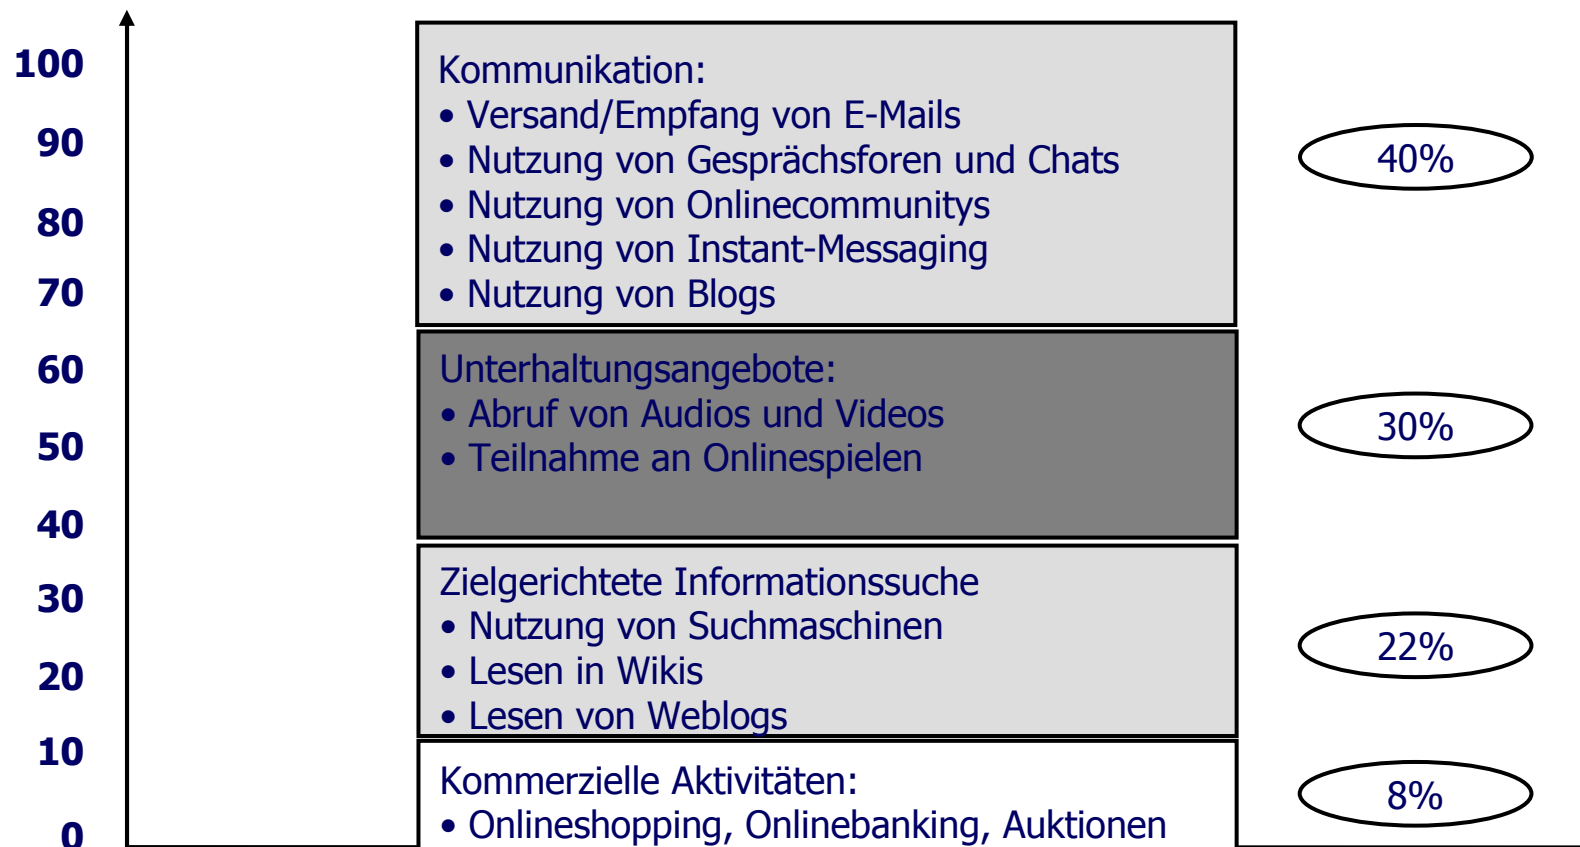 100
90
80
70
60
50
40
30
20
10
0
Kommunikation:
• Versand/Empfang von E-Mails
• Nutzung von Gesprächsforen und Chats
• Nutzung von Onlinecommunitys
• Nutzung von Instant-Messaging
• Nutzung von Blogs
40%
Unterhaltungsangebote:
• Abruf von Audios und Videos
• Teilnahme an Onlinespielen
30%
Zielgerichtete Informationssuche
• Nutzung von Suchmaschinen
• Lesen in Wikis
• Lesen von Weblogs
22%
Kommerzielle Aktivitäten:
• Onlineshopping, Onlinebanking, Auktionen
8%